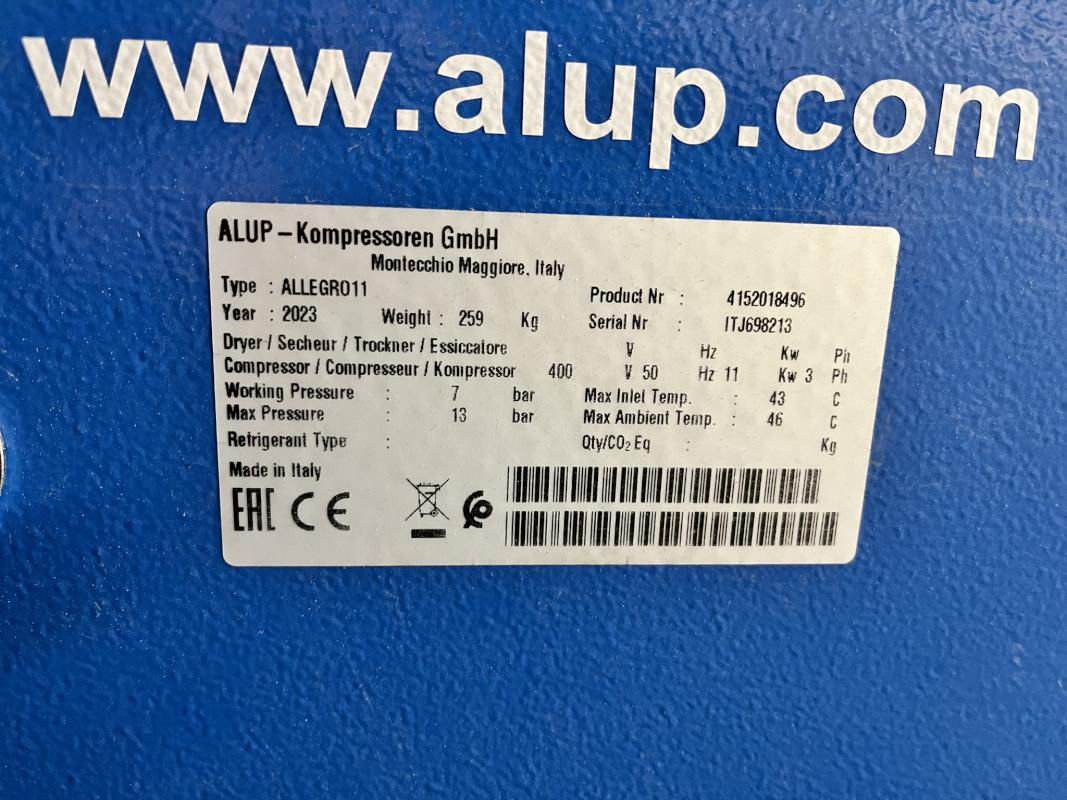 www.alup.com
ALUP – Kompressoren GmbH
Montecchio Maggiore, Italy
Type : ALLEGRO11 Product Nr : 4152018496
Year : 2023 Weight : 259 Kg Serial Nr : ITJ698213
Dryer / Secheur / Trockner / Essiccatore V Hz Kw Ph
Compressor / Compresseur / Kompressor 400 V 50 Hz 11 Kw 3 Ph
Working Pressure : 7 bar Max Inlet Temp. : 43 C
Max Pressure : 13 bar Max Ambient Temp. : 46 C
Retrigerant Type : Qty/CO₂ Eq : Kg
Made in Italy
EAC CE